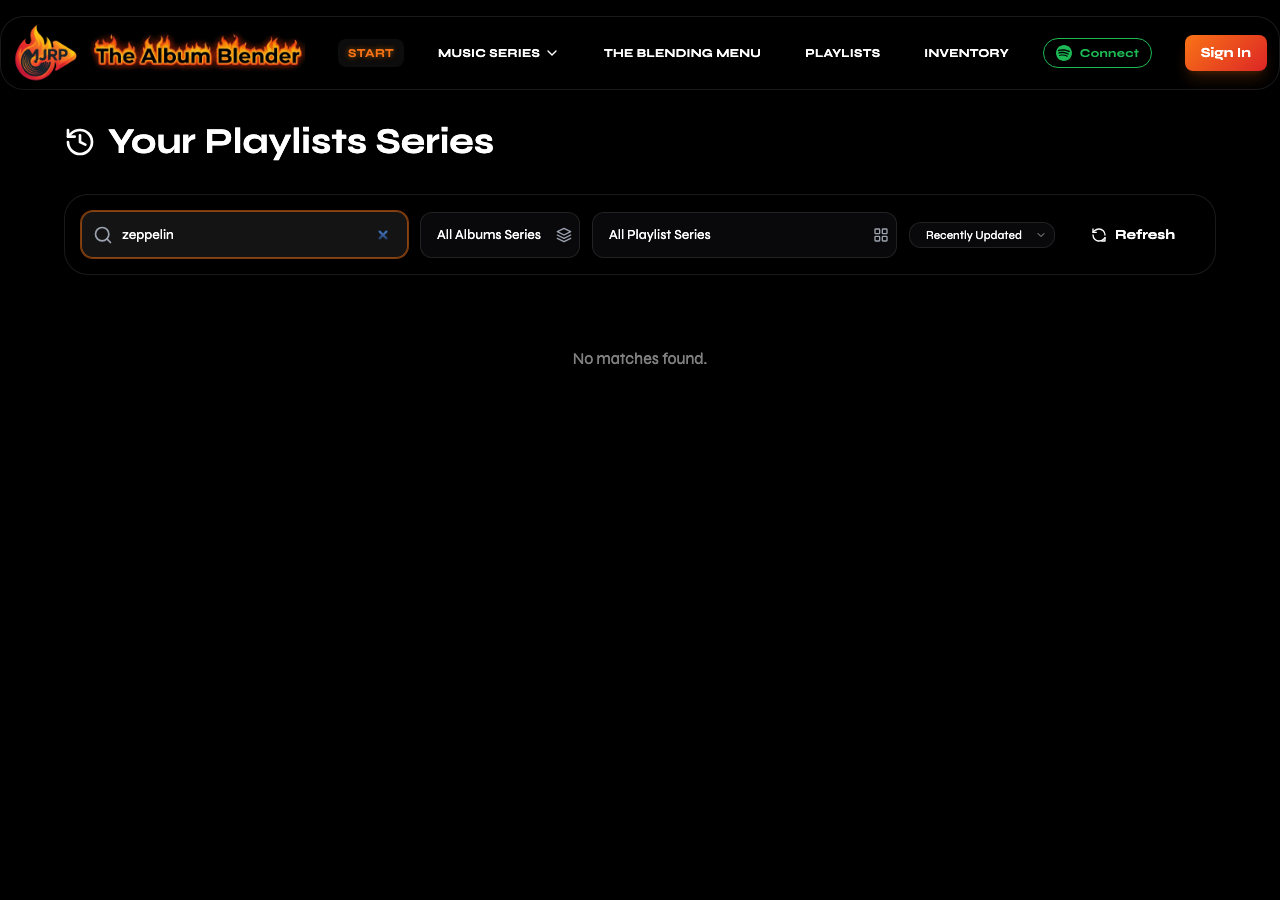 JRP The Album Blender START MUSIC SERIES THE BLENDING MENU PLAYLISTS INVENTORY Connect Sign In
Your Playlists Series
zeppelin All Albums Series All Playlist Series Recently Updated Refresh
No matches found.